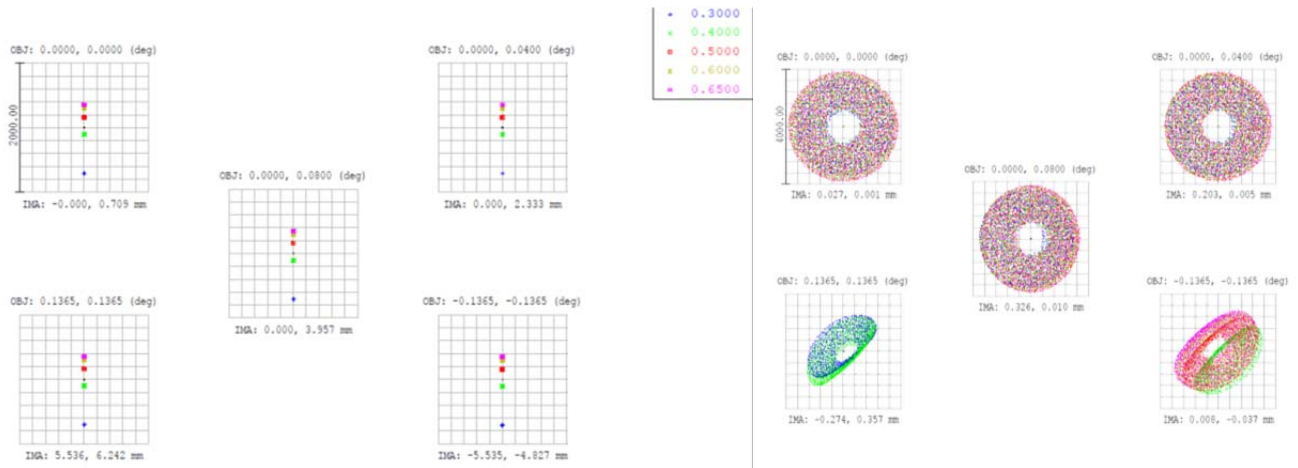 0.3000
0.4000
0.5000
0.6000
0.6500
OBJ: 0.0000, 0.0000 (deg)
2000.00
IMA: -0.000, 0.709 mm
OBJ: 0.0000, 0.0400 (deg)
IMA: 0.000, 2.333 mm
OBJ: 0.0000, 0.0800 (deg)
IMA: 0.000, 3.957 mm
OBJ: 0.1365, 0.1365 (deg)
IMA: 5.536, 6.242 mm
OBJ: -0.1365, -0.1365 (deg)
IMA: -5.535, -4.827 mm
OBJ: 0.0000, 0.0000 (deg)
4000.00
IMA: 0.027, 0.001 mm
OBJ: 0.0000, 0.0400 (deg)
IMA: 0.203, 0.005 mm
OBJ: 0.0000, 0.0800 (deg)
IMA: 0.326, 0.010 mm
OBJ: 0.1365, 0.1365 (deg)
IMA: -0.274, 0.357 mm
OBJ: -0.1365, -0.1365 (deg)
IMA: 0.008, -0.037 mm